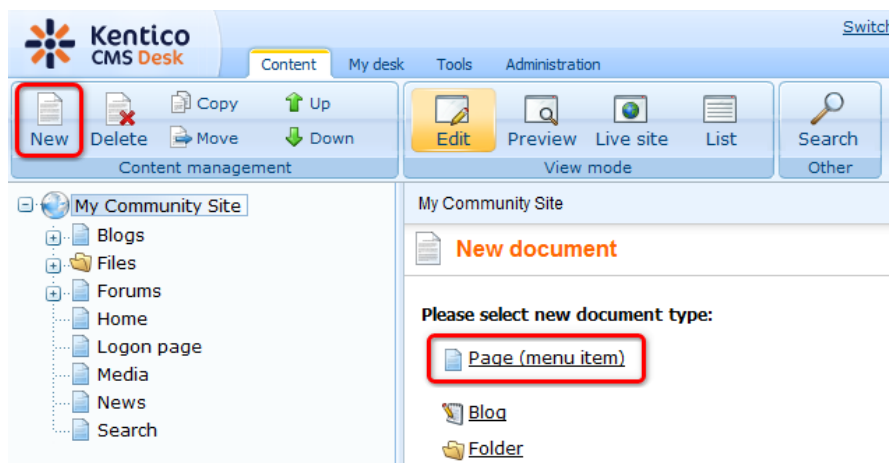 Kentico
CMS Desk
Content My desk Tools Administration
New Delete Copy Move Up Down
Content management
Edit Preview Live site List
View mode
Search
Other
My Community Site
Blogs
Files
Forums
Home
Logon page
Media
News
Search
My Community Site
New document
Please select new document type:
Page (menu item)
Blog
Folder